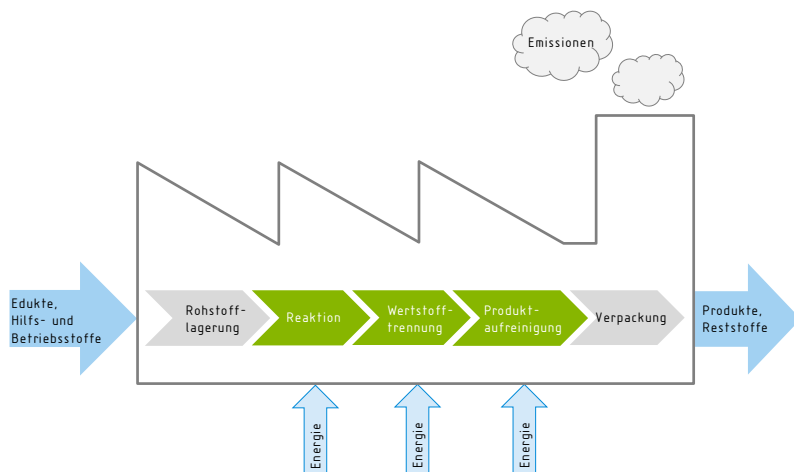 Emissionen
Edukte,
Hilfs- und
Betriebsstoffe
Rohstoff-
lagerung
Reaktion
Wertstoff-
trennung
Produkt-
aufreinigung
Verpackung
Produkte,
Reststoffe
Energie
Energie
Energie